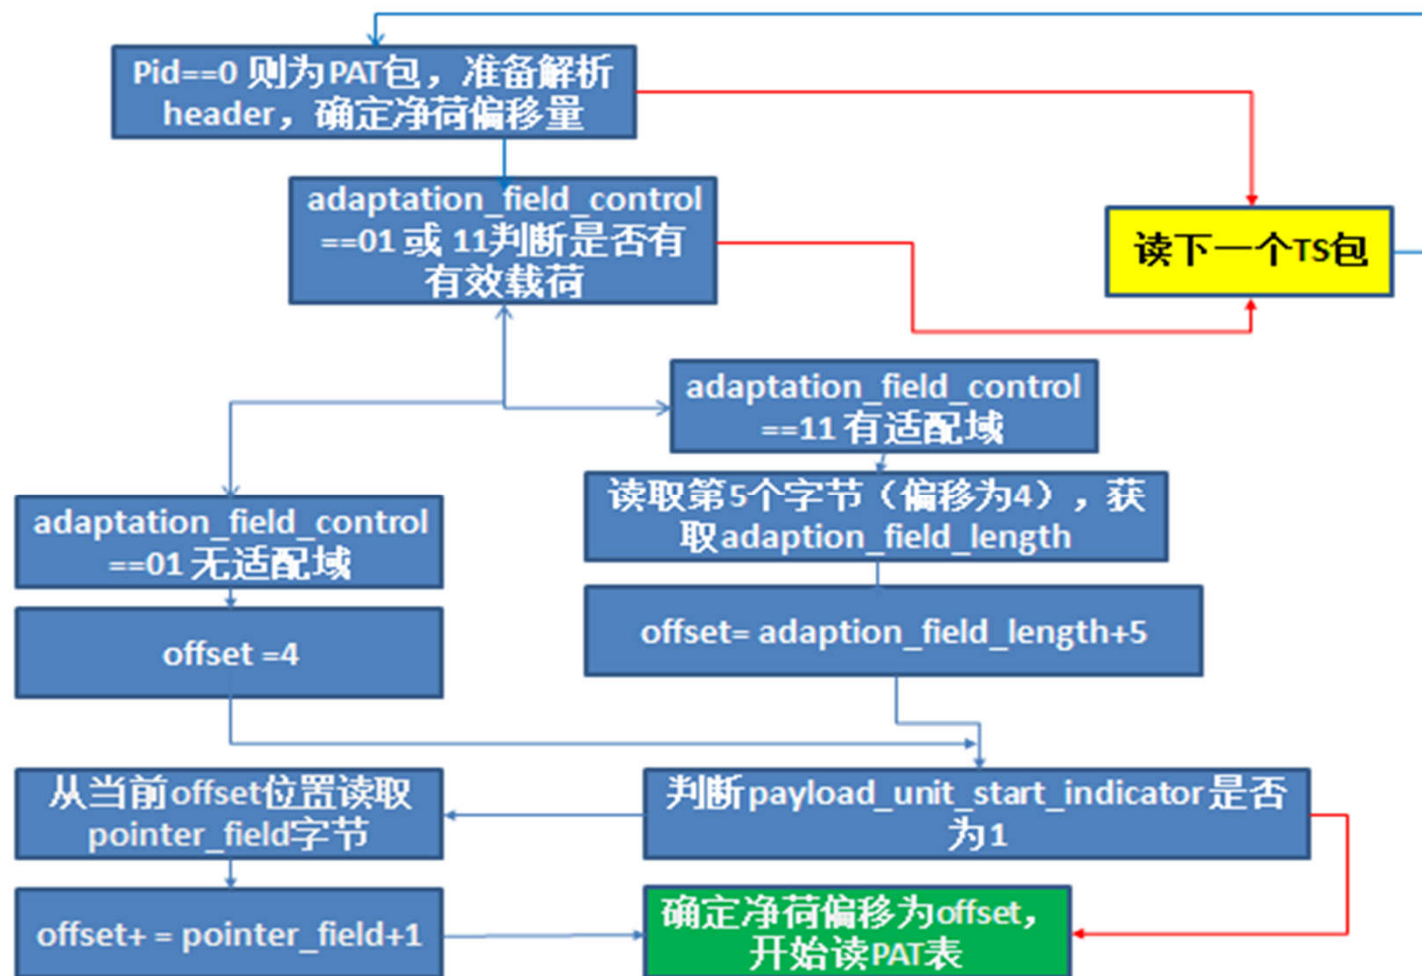 Pid==0 则为PAT包，准备解析
header，确定净荷偏移量
adaptation_field_control
==01 或 11判断是否有
有效载荷
读下一个TS包
adaptation_field_control
==11 有适配域
读取第5个字节（偏移为4），获
取adaption_field_length
adaptation_field_control
==01 无适配域
offset= adaption_field_length+5
offset =4
从当前offset位置读取
pointer_field字节
判断payload_unit_start_indicator 是否
为1
offset+ = pointer_field+1
确定净荷偏移为offset，
开始读PAT表